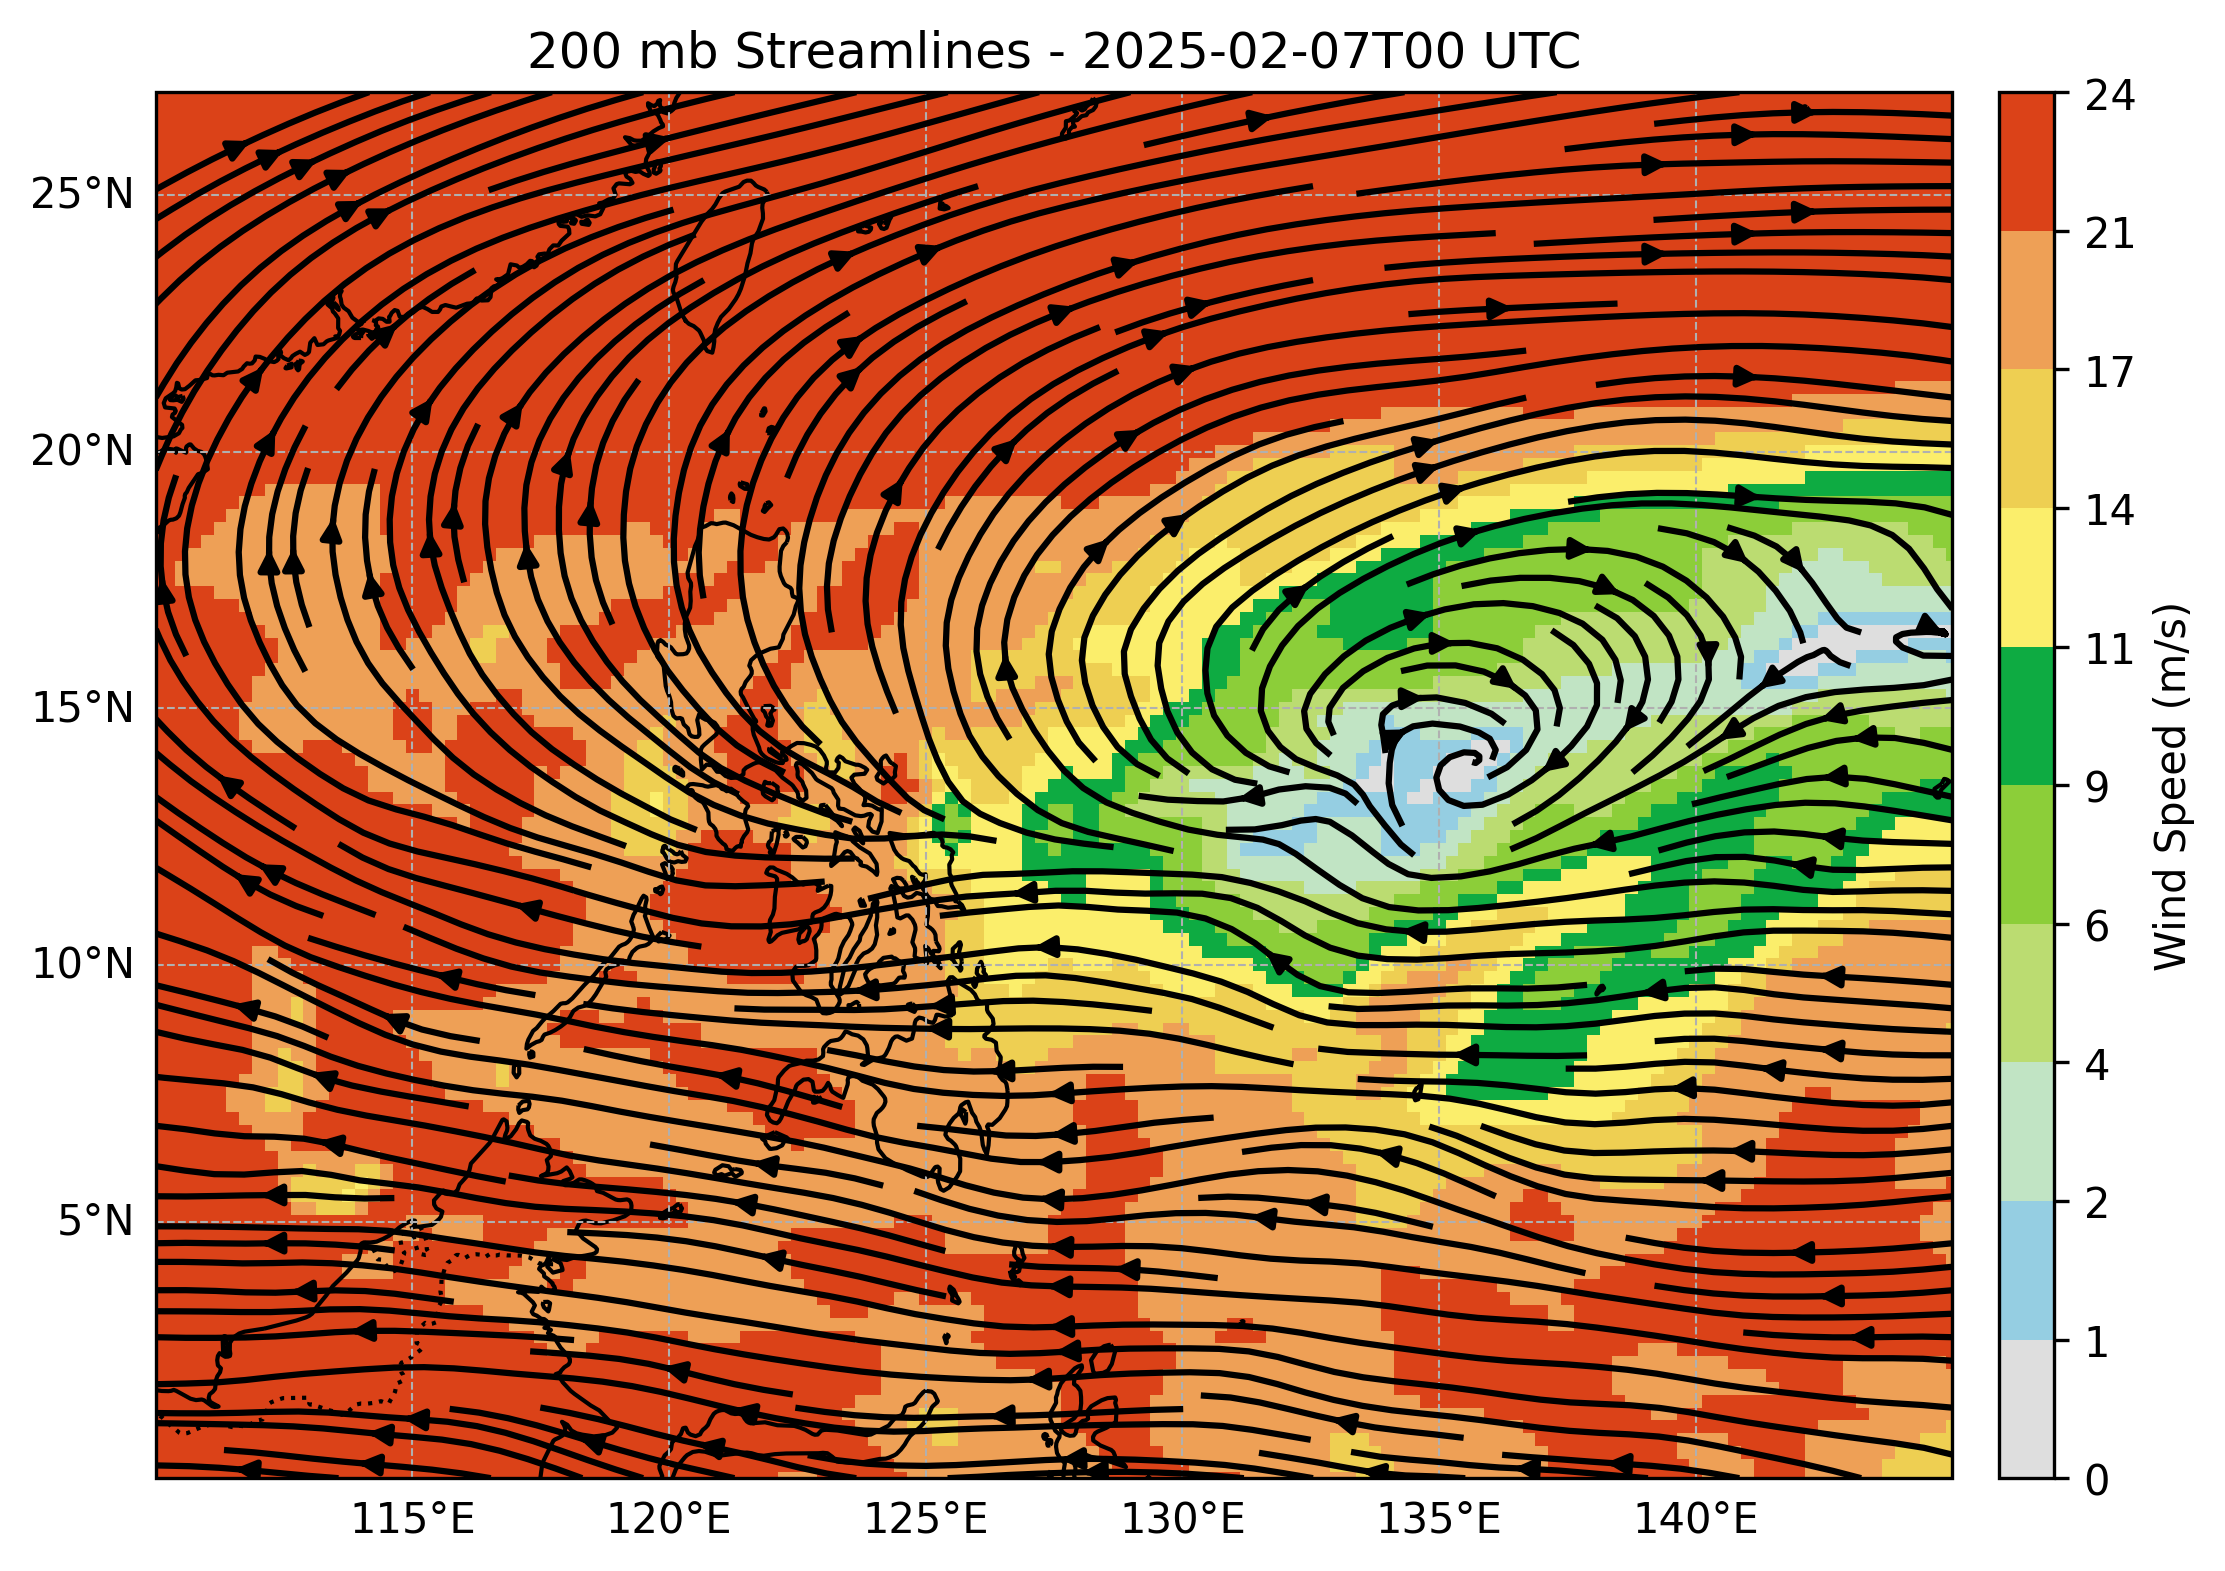 200 mb Streamlines - 2025-02-07T00 UTC
25°N
20°N
15°N
10°N
5°N
115°E
120°E
125°E
130°E
135°E
140°E
24
21
17
14
11
9
6
4
2
1
0
Wind Speed (m/s)